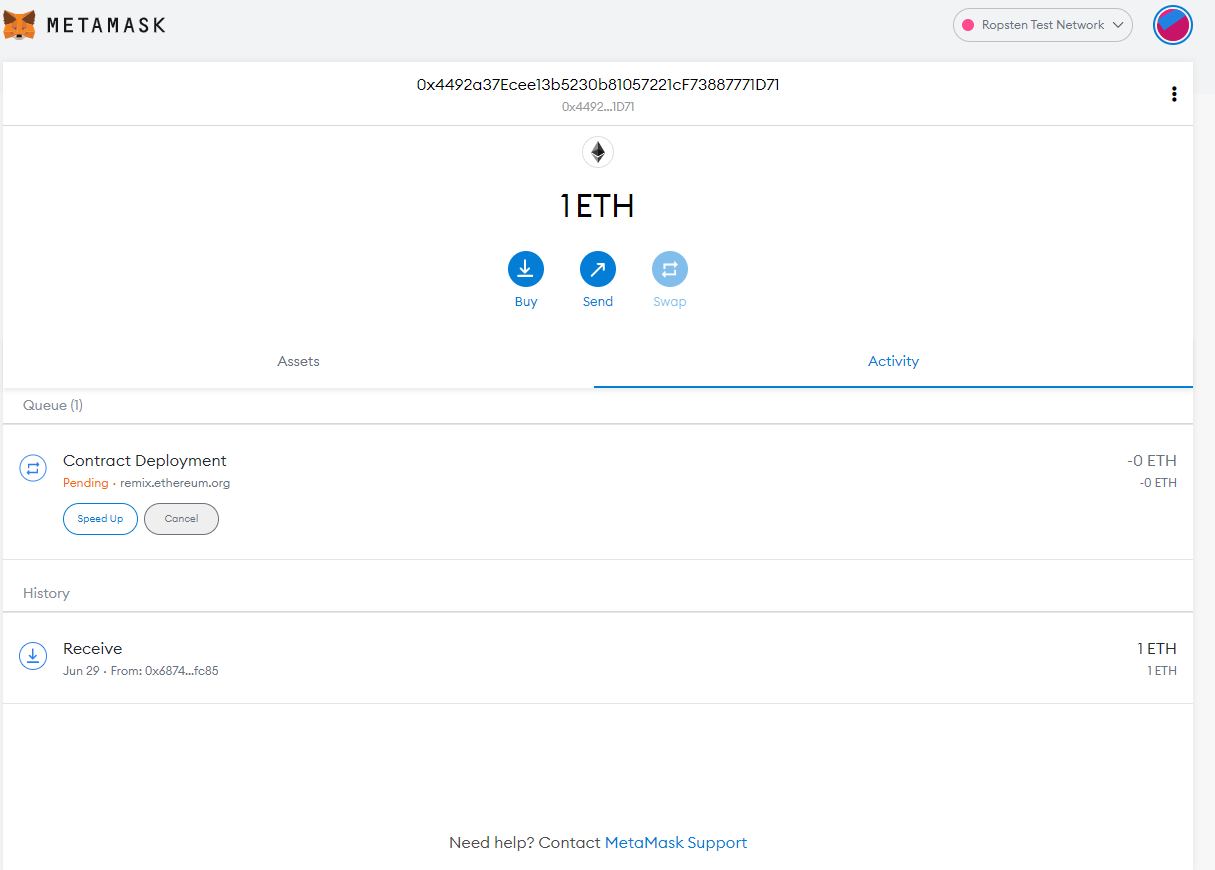 METAMASK
Ropsten Test Network
0x4492a37Ecee13b5230b81057221cF73887771D71
0x4492...1D71
1 ETH
Buy Send Swap
Assets Activity
Queue (1)
Contract Deployment -0 ETH
Pending · remix.ethereum.org -0 ETH
Speed Up Cancel
History
Receive 1 ETH
Jun 29 · From: 0x6874...fc85 1 ETH
Need help? Contact MetaMask Support